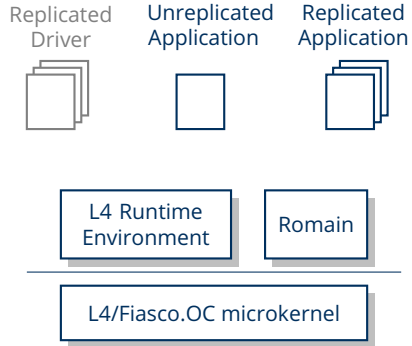 Replicated
Driver
Unreplicated
Application
Replicated
Application
L4 Runtime
Environment
Romain
L4/Fiasco.OC microkernel